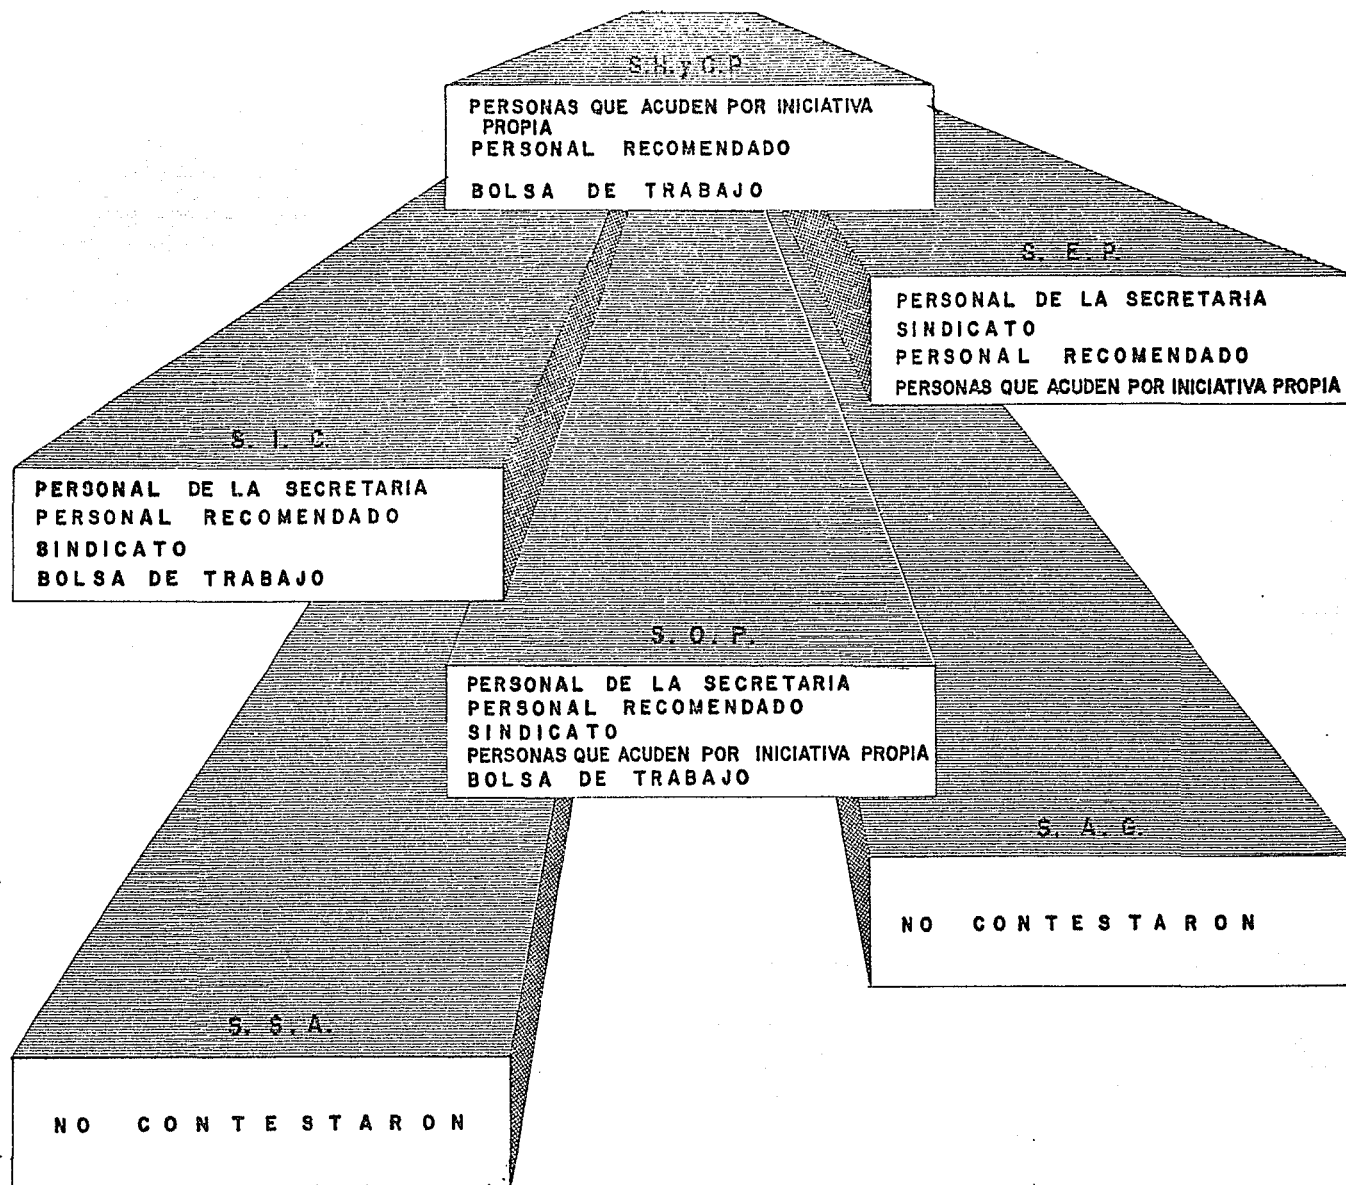 S.H. y C.P.
PERSONAS QUE ACUDEN POR INICIATIVA
PROPIA
PERSONAL RECOMENDADO
BOLSA DE TRABAJO
S. E. P.
PERSONAL DE LA SECRETARIA
SINDICATO
PERSONAL RECOMENDADO
PERSONAS QUE ACUDEN POR INICIATIVA PROPIA
S. I. C.
PERSONAL DE LA SECRETARIA
PERSONAL RECOMENDADO
SINDICATO
BOLSA DE TRABAJO
S. O. P.
PERSONAL DE LA SECRETARIA
PERSONAL RECOMENDADO
SINDICATO
PERSONAS QUE ACUDEN POR INICIATIVA PROPIA
BOLSA DE TRABAJO
S. A. G.
NO CONTESTARON
S. S. A.
NO CONTESTARON